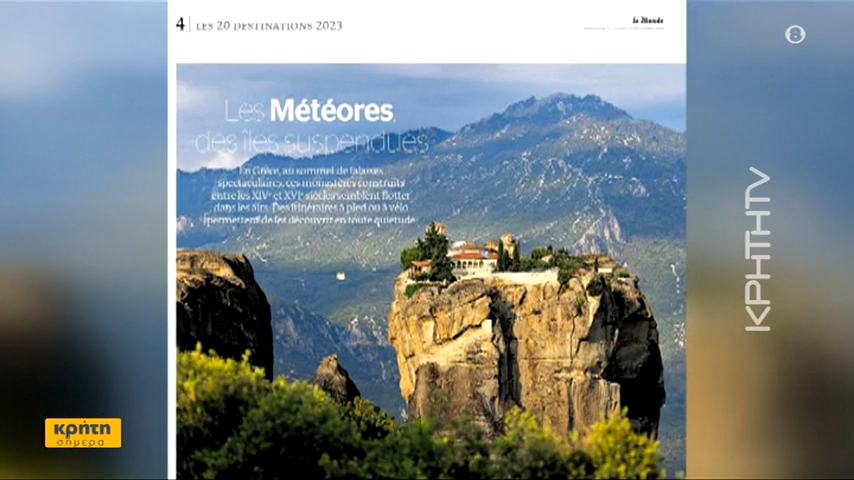 4 | LES 20 DESTINATIONS 2023
Le Monde
8
Les Météores,
des îles suspendues
En Grèce, au sommet de falaises
spectaculaires, ces monastères construits
entre les XIVe et XVIe siècles semblent flotter
dans les airs. Des itinéraires à pied ou à vélo
permettent de les découvrir en toute quiétude
ΚΡΗΤΗTV
κρήτη
σήμερα